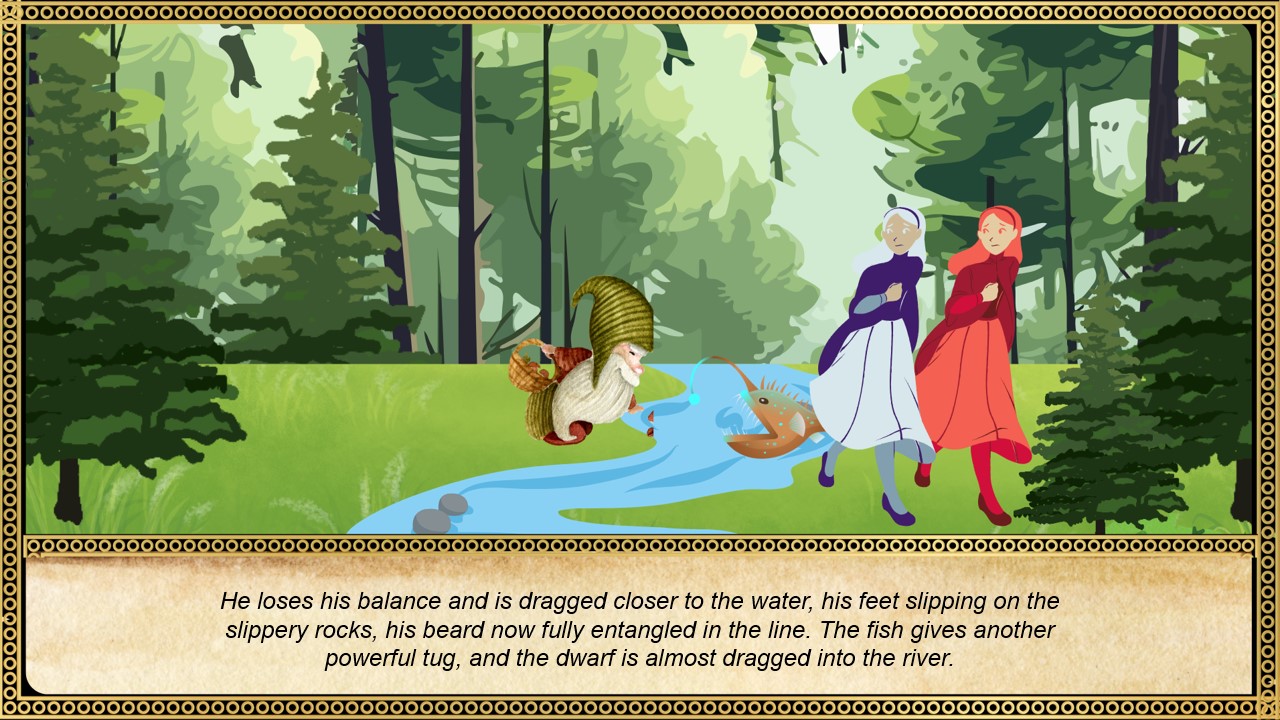 He loses his balance and is dragged closer to the water, his feet slipping on the
slippery rocks, his beard now fully entangled in the line. The fish gives another
powerful tug, and the dwarf is almost dragged into the river.